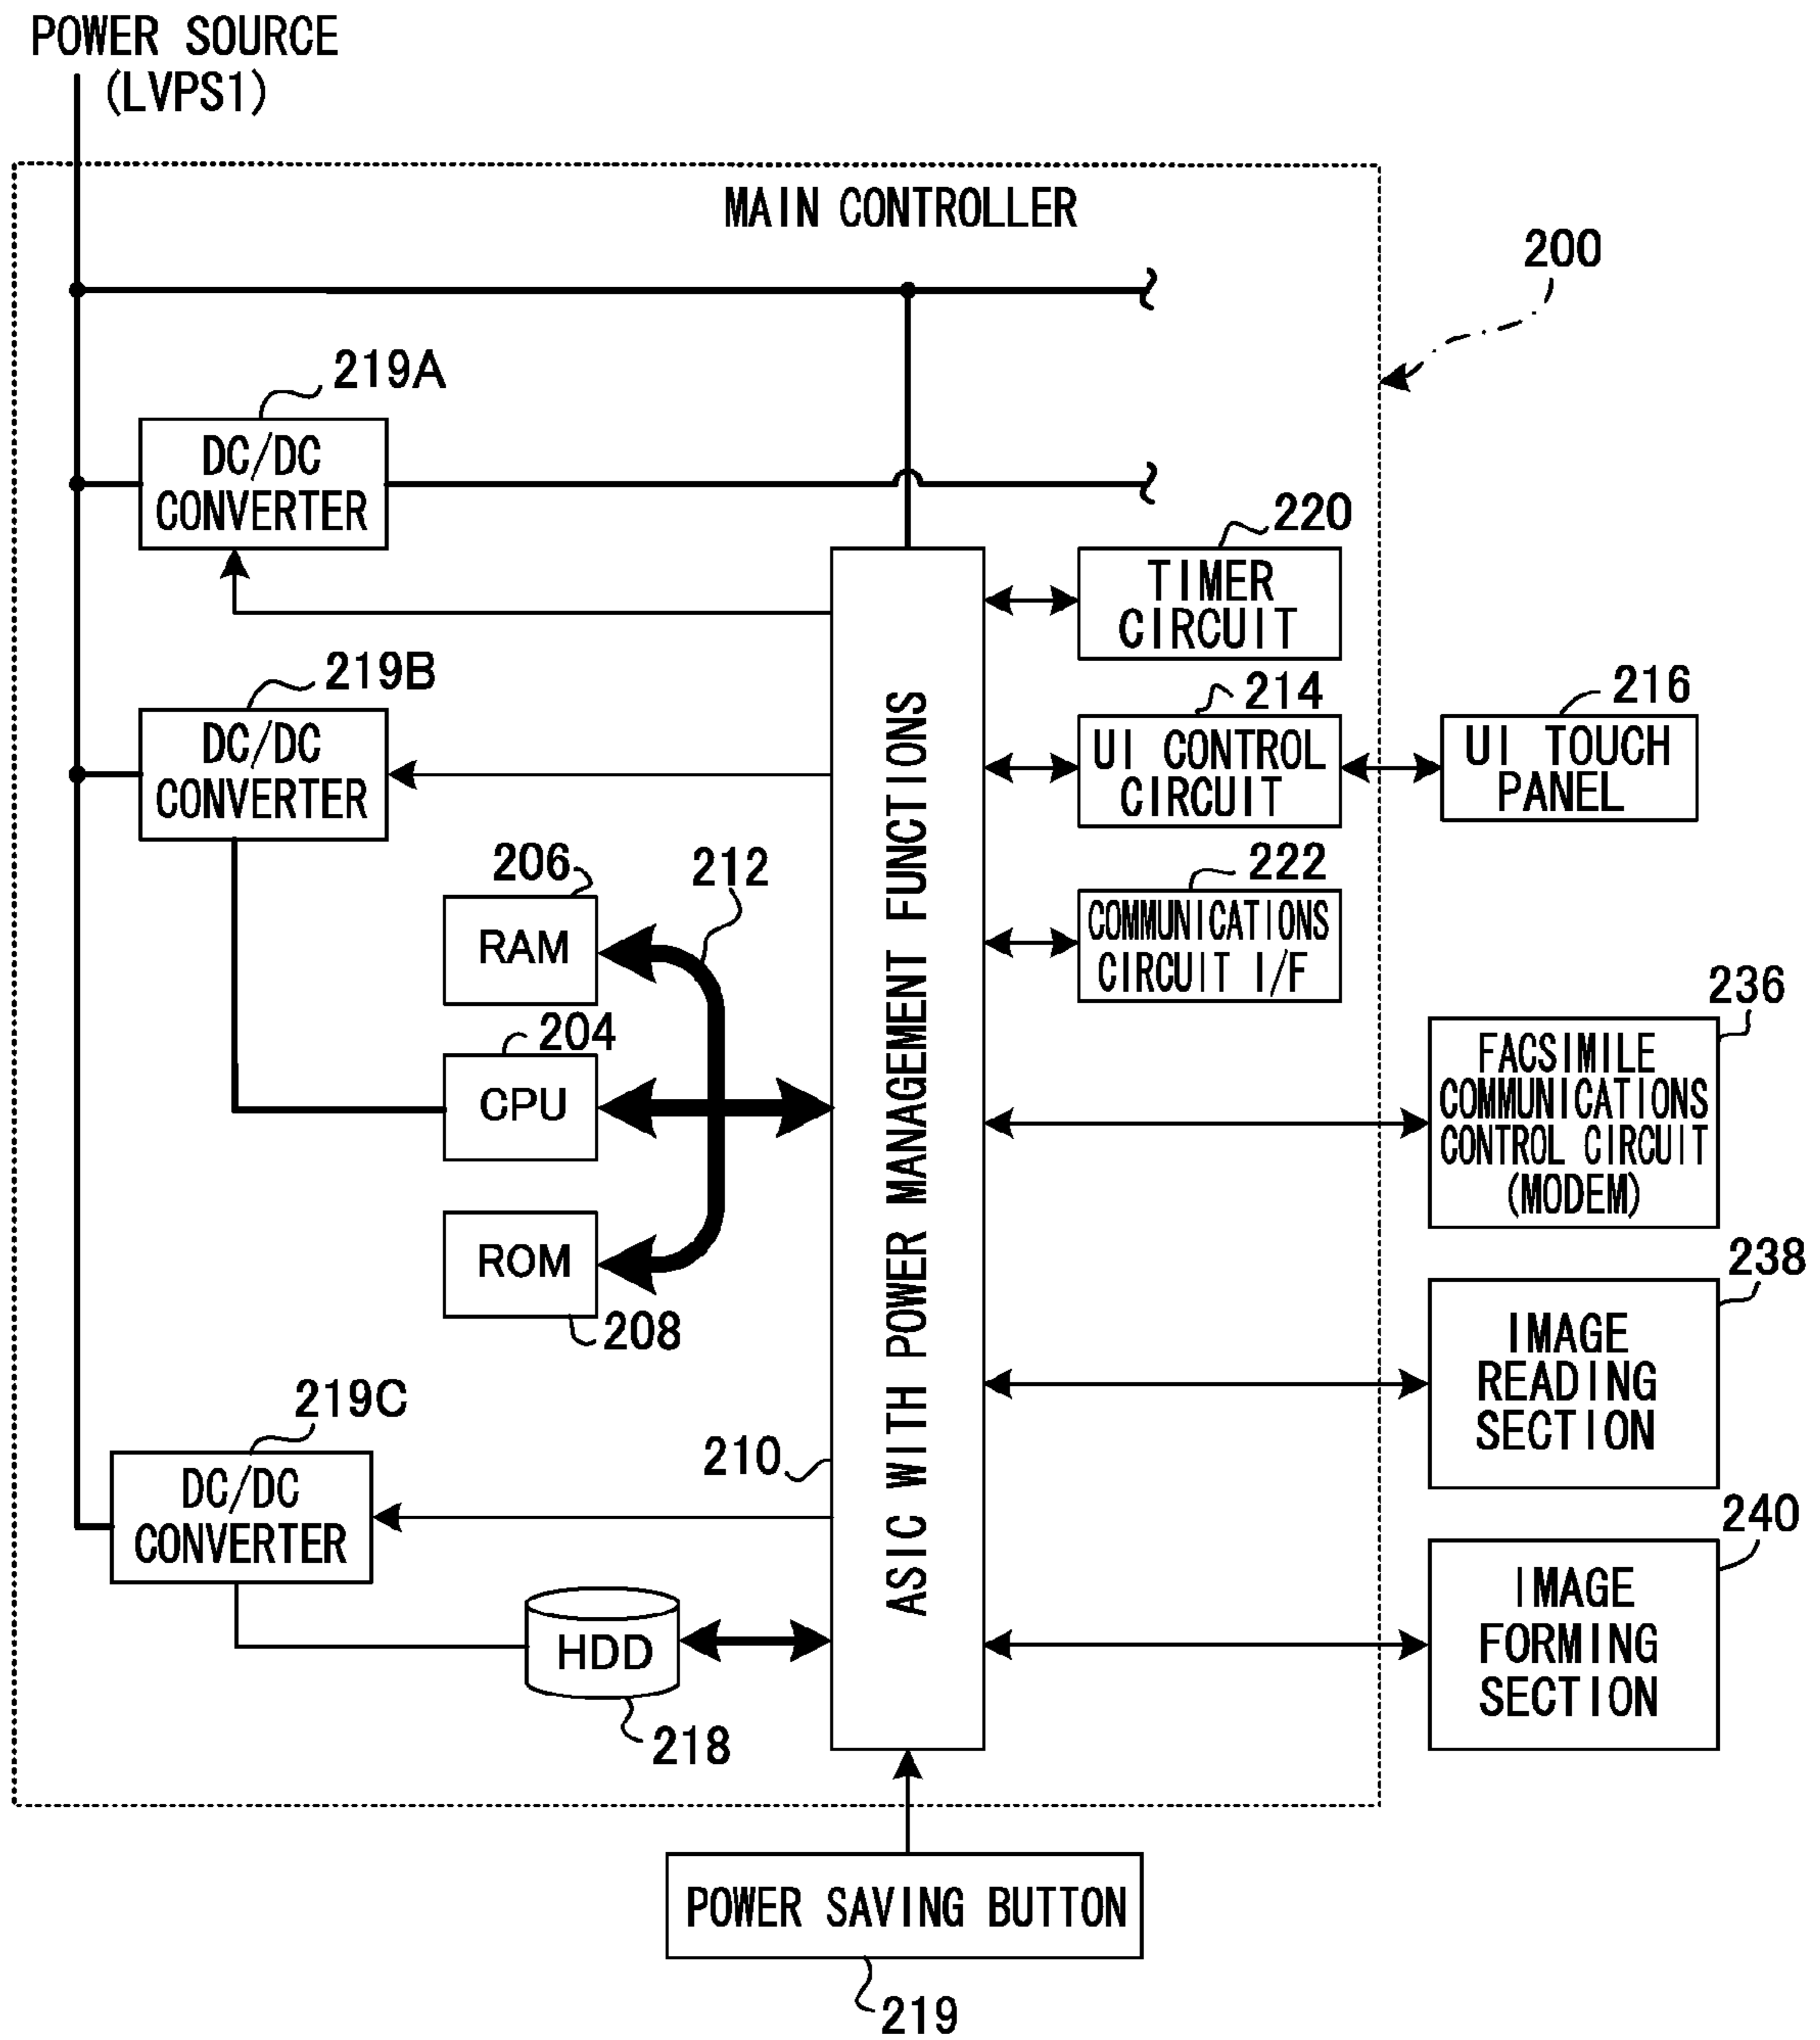 POWER SOURCE
(LVPS1)
MAIN CONTROLLER
200
219A
DC/DC
CONVERTER
220
TIMER
CIRCUIT
219B
DC/DC
CONVERTER
214
UI CONTROL
CIRCUIT
216
UI TOUCH
PANEL
206
RAM
212
222
COMMUNICATIONS
CIRCUIT I/F
204
CPU
236
FACSIMILE
COMMUNICATIONS
CONTROL CIRCUIT
(MODEM)
ROM
208
238
IMAGE
READING
SECTION
219C
DC/DC
CONVERTER
210
ASIC WITH POWER MANAGEMENT FUNCTIONS
240
IMAGE
FORMING
SECTION
HDD
218
POWER SAVING BUTTON
219